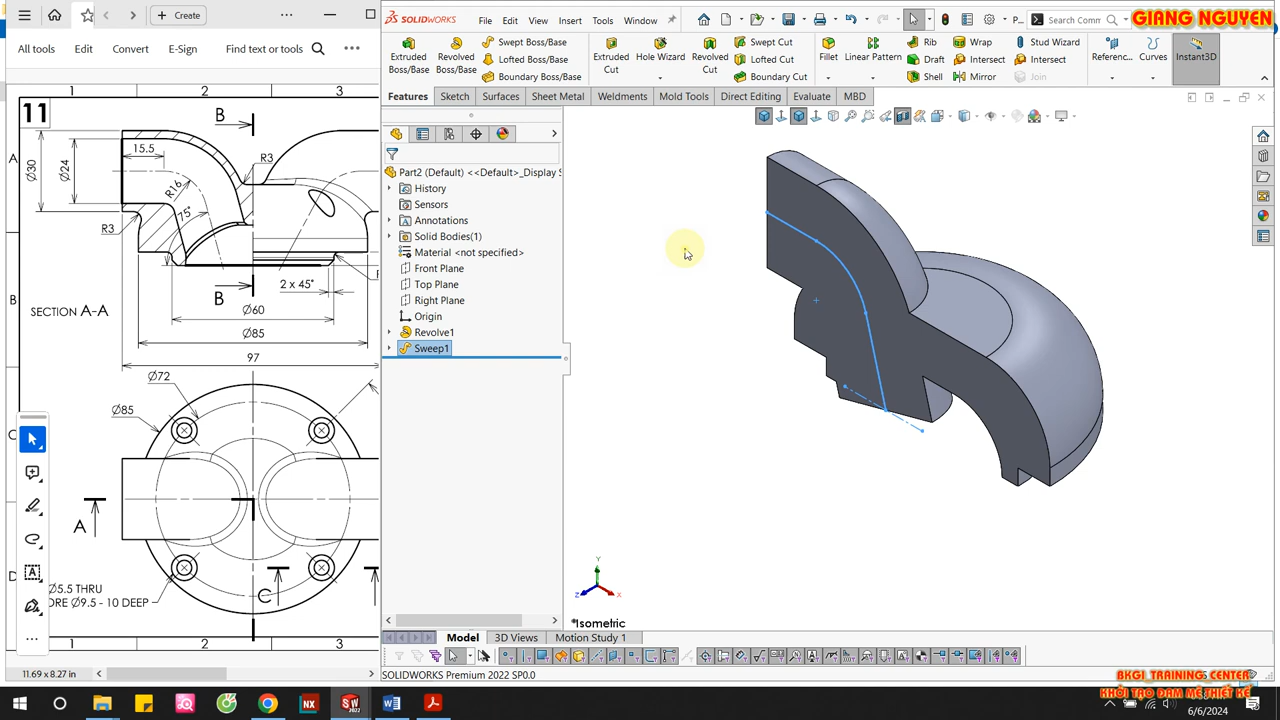 Create
SOLIDWORKS
File Edit View Insert Tools Window
P...
Search Comm
GIANG NGUYEN
All tools Edit Convert E-Sign Find text or tools
Extruded Boss/Base
Revolved Boss/Base
Swept Boss/Base
Lofted Boss/Base
Boundary Boss/Base
Extruded Cut
Hole Wizard
Revolved Cut
Swept Cut
Lofted Cut
Boundary Cut
Fillet
Linear Pattern
Rib
Draft
Shell
Wrap
Intersect
Mirror
Referenc...
Curves
Stud Wizard
Intersect
Join
Instant3D
Features Sketch Surfaces Sheet Metal Weldments Mold Tools Direct Editing Evaluate MBD
1 2 3
11
B
A
15.5
R3
Ø30
Ø24
R16
75°
R3
B
2 x 45°
SECTION A-A
Ø60
Ø85
97
B
Ø72
Ø85
C
A
D
C
Ø5.5 THRU
ORE Ø9.5 - 10 DEEP
1 2 3
11.69 x 8.27 in
Part2 (Default) <<Default>_Display S
History
Sensors
Annotations
Solid Bodies(1)
Material <not specified>
Front Plane
Top Plane
Right Plane
Origin
Revolve1
Sweep1
Y
Z
X
*Isometric
Model 3D Views Motion Study 1
SOLIDWORKS Premium 2022 SP0.0
BKGI_TRAINING_CENTER
KHƠI TẠO ĐAM MÊ THIẾT KẾ
6/6/2024